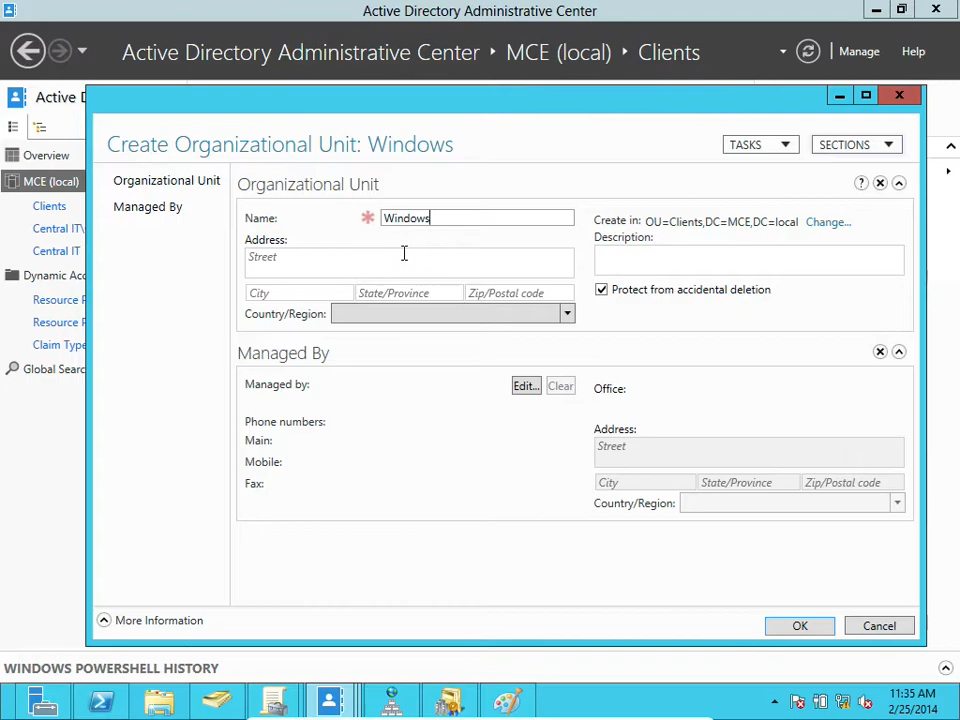 Active Directory Administrative Center
Active Directory Administrative Center • MCE (local) • Clients
Manage
Help
Active D
Overview
MCE (local)
Clients
Central IT\
Central IT
Dynamic Acc
Resource P
Resource P
Claim Type
Global Searc
Create Organizational Unit: Windows
TASKS
SECTIONS
Organizational Unit
Managed By
Organizational Unit
Name:
Windows
Address:
Street
City
State/Province
Zip/Postal code
Country/Region:
Create in: OU=Clients,DC=MCE,DC=local Change...
Description:
Protect from accidental deletion
Managed By
Managed by:
Edit...
Clear
Phone numbers:
Main:
Mobile:
Fax:
Office:
Address:
Street
City
State/Province
Zip/Postal code
Country/Region:
More Information
OK
Cancel
WINDOWS POWERSHELL HISTORY
11:35 AM
2/25/2014